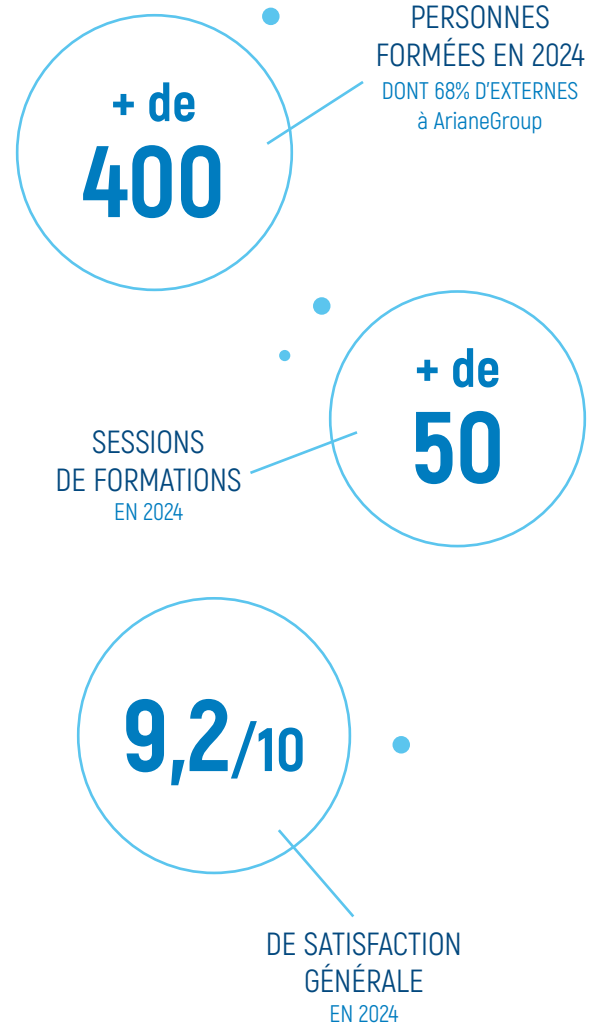 + de
400
PERSONNES
FORMÉES EN 2024
DONT 68% D'EXTERNES
à ArianeGroup
+ de
50
SESSIONS
DE FORMATIONS
EN 2024
9,2/10
DE SATISFACTION
GÉNÉRALE
EN 2024